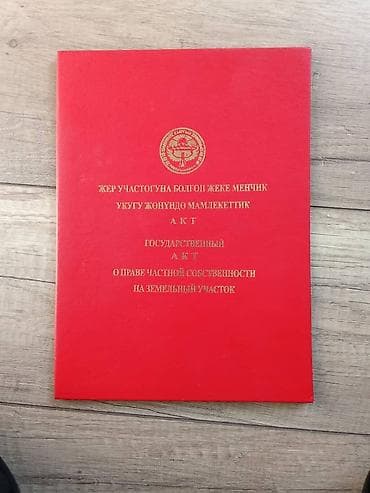 ЖЕР УЧАСТОГУНА БОЛГОН ЖЕКЕ МЕНЧИК
УКУГУ ЖӨНҮНДӨ МАМЛЕКЕТТИК
А К Т
ГОСУДАРСТВЕННЫЙ
А К Т
О ПРАВЕ ЧАСТНОЙ СОБСТВЕННОСТИ
НА ЗЕМЕЛЬНЫЙ УЧАСТОК